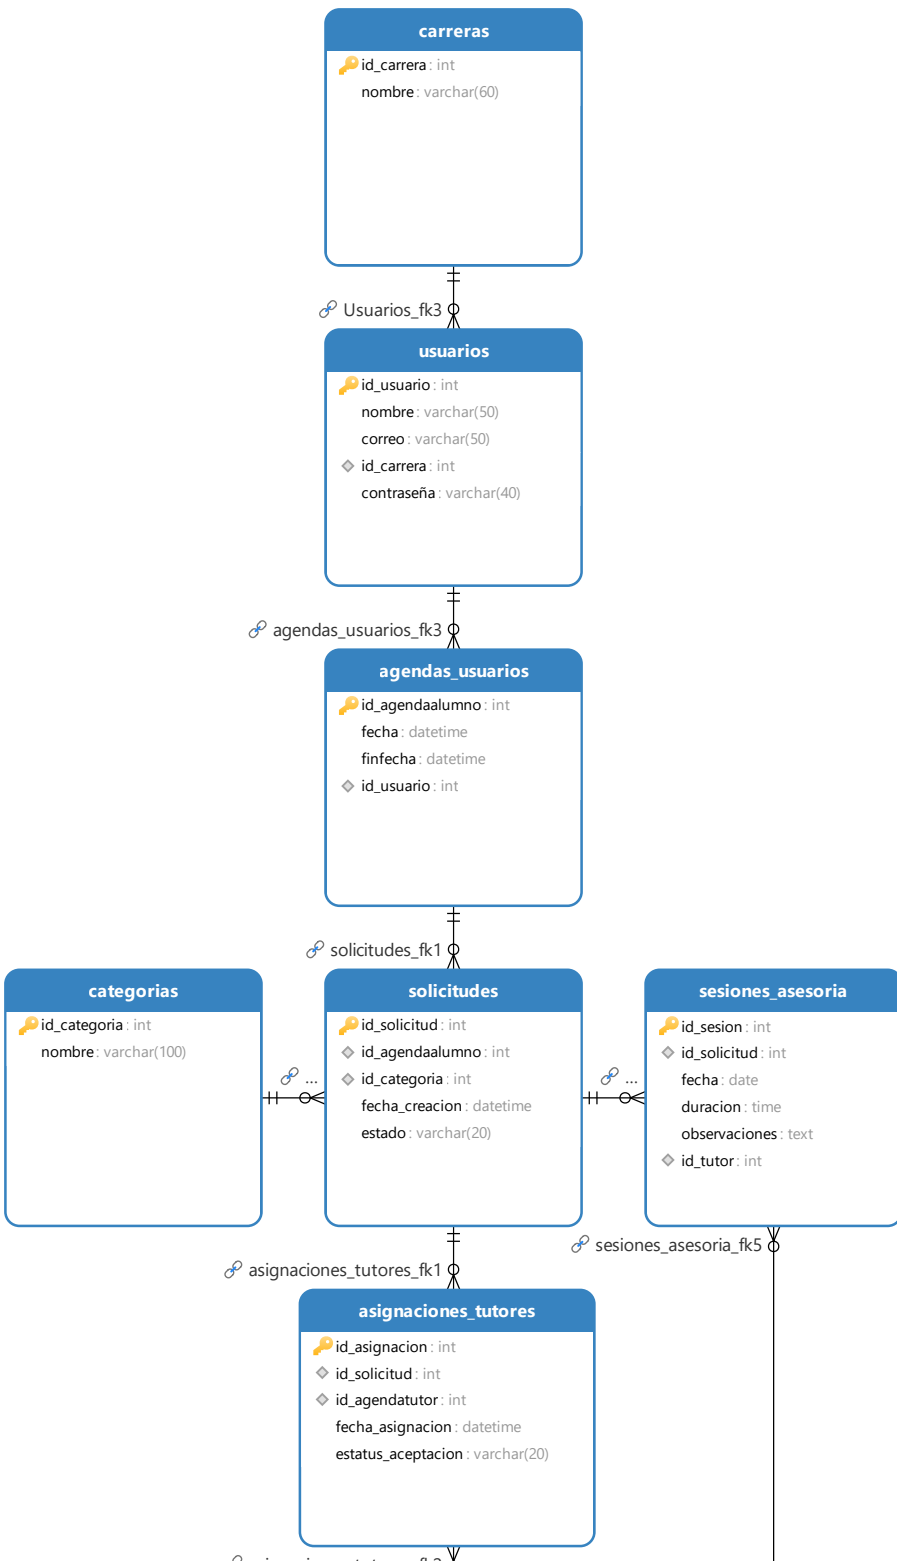 carreras
id_carrera : int
nombre : varchar(60)
Usuarios_fk3
usuarios
id_usuario : int
nombre : varchar(50)
correo : varchar(50)
id_carrera : int
contraseña : varchar(40)
agendas_usuarios_fk3
agendas_usuarios
id_agendaalumno : int
fecha : datetime
finfecha : datetime
id_usuario : int
solicitudes_fk1
categorias
id_categoria : int
nombre : varchar(100)
...
solicitudes
id_solicitud : int
id_agendaalumno : int
id_categoria : int
fecha_creacion : datetime
estado : varchar(20)
...
sesiones_asesoria
id_sesion : int
id_solicitud : int
fecha : date
duracion : time
observaciones : text
id_tutor : int
sesiones_asesoria_fk5
asignaciones_tutores_fk1
asignaciones_tutores
id_asignacion : int
id_solicitud : int
id_agendatutor : int
fecha_asignacion : datetime
estatus_aceptacion : varchar(20)